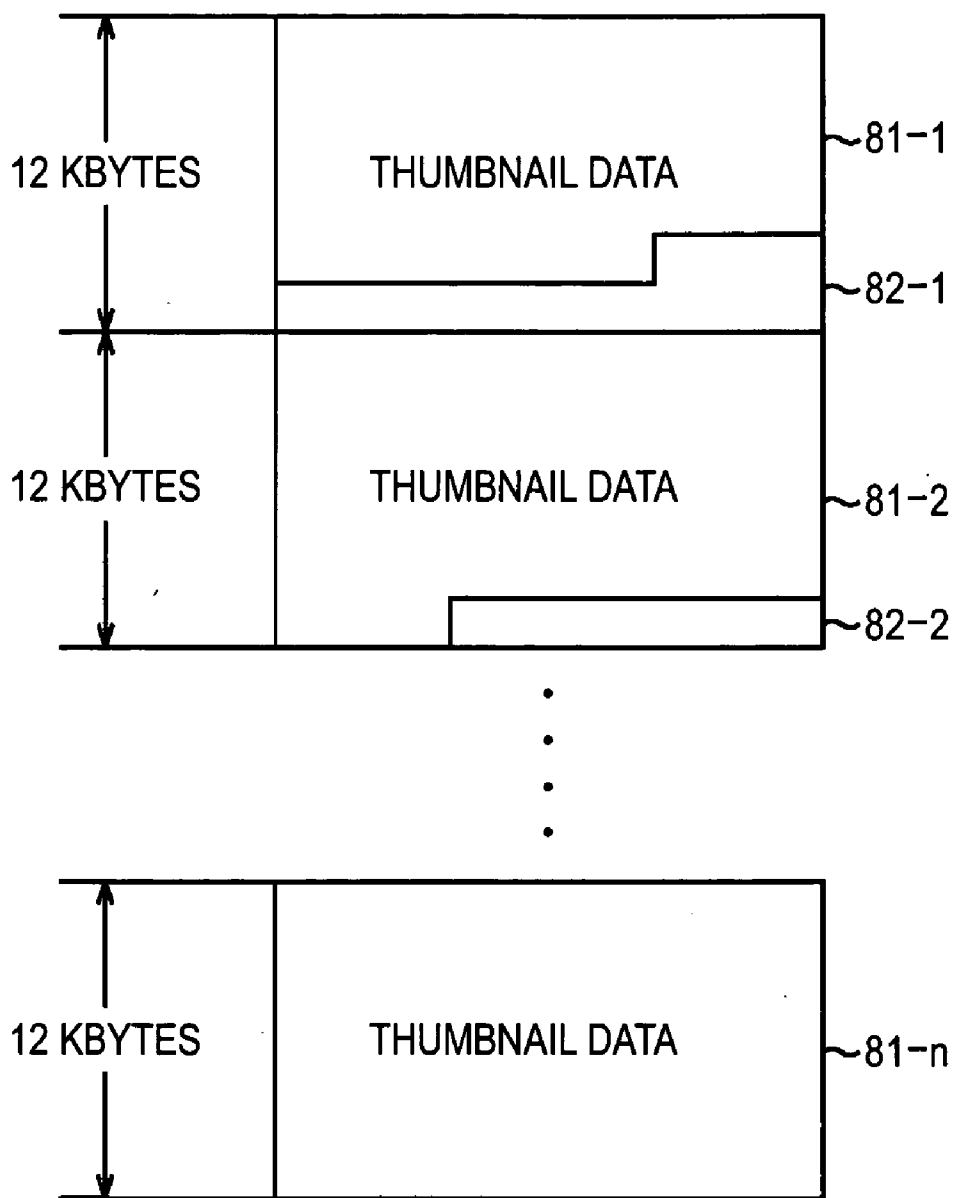 81-1
12 KBYTES THUMBNAIL DATA
82-1
12 KBYTES THUMBNAIL DATA
81-2
82-2
12 KBYTES THUMBNAIL DATA
81-n